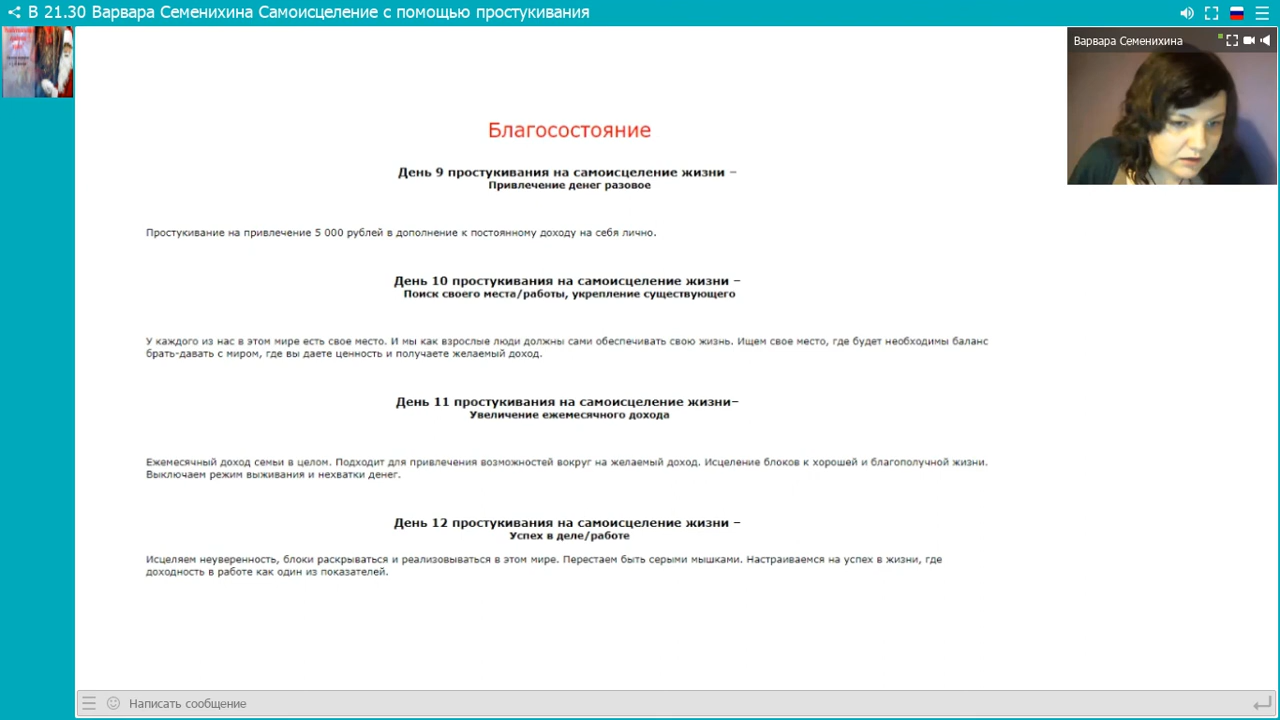 В 21.30 Варвара Семенихина Самоисцеление с помощью простукивания
Варвара Семенихина
Благосостояние
День 9 простукивания на самоисцеление жизни –
Привлечение денег разовое
Простукивание на привлечение 5 000 рублей в дополнение к постоянному доходу на себя лично.
День 10 простукивания на самоисцеление жизни –
Поиск своего места/работы, укрепление существующего
У каждого из нас в этом мире есть свое место. И мы как взрослые люди должны сами обеспечивать свою жизнь. Ищем свое место, где будет необходимы баланс
брать-давать с миром, где вы даете ценность и получаете желаемый доход.
День 11 простукивания на самоисцеление жизни–
Увеличение ежемесячного дохода
Ежемесячный доход семьи в целом. Подходит для привлечения возможностей вокруг на желаемый доход. Исцеление блоков к хорошей и благополучной жизни.
Выключаем режим выживания и нехватки денег.
День 12 простукивания на самоисцеление жизни –
Успех в деле/работе
Исцеляем неуверенность, блоки раскрываться и реализовываться в этом мире. Перестаем быть серыми мышками. Настраиваемся на успех в жизни, где
доходность в работе как один из показателей.
Написать сообщение